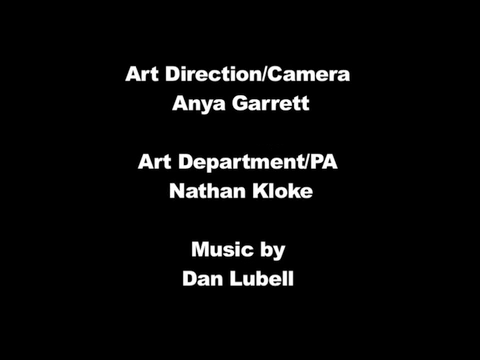 Art Direction/Camera
Anya Garrett
Art Department/PA
Nathan Kloke
Music by
Dan Lubell